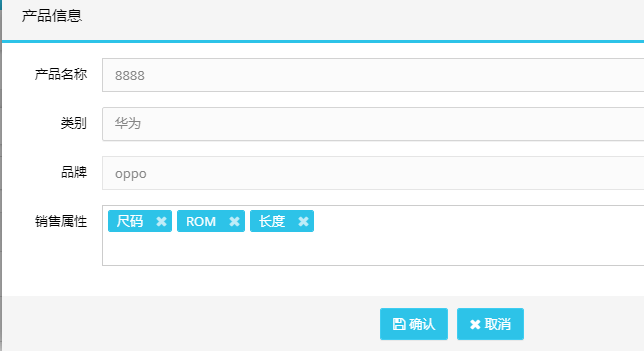 产品信息
产品名称 8888
类别 华为
品牌 oppo
销售属性 尺码 ROM 长度
确认 取消